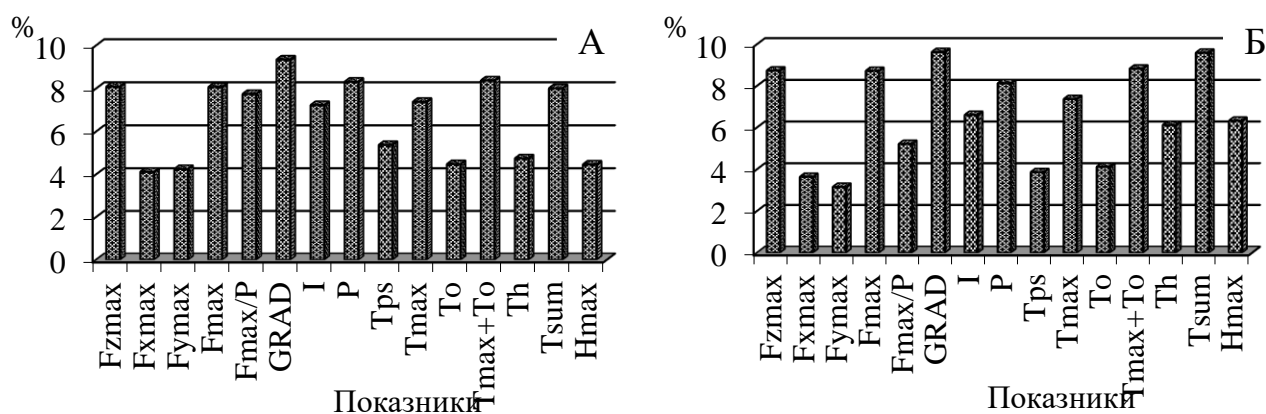 %
А
10
8
6
4
2
0
Fzmax
Fxmax
Fymax
Fmax
Fmax/P
GRAD
I
P
Tps
Tmax
To
Tmax+To
Th
Tsum
Hmax
Показники
%
Б
10
8
6
4
2
0
Fzmax
Fxmax
Fymax
Fmax
Fmax/P
GRAD
I
P
Tps
Tmax
To
Tmax+To
Th
Tsum
Hmax
Показники